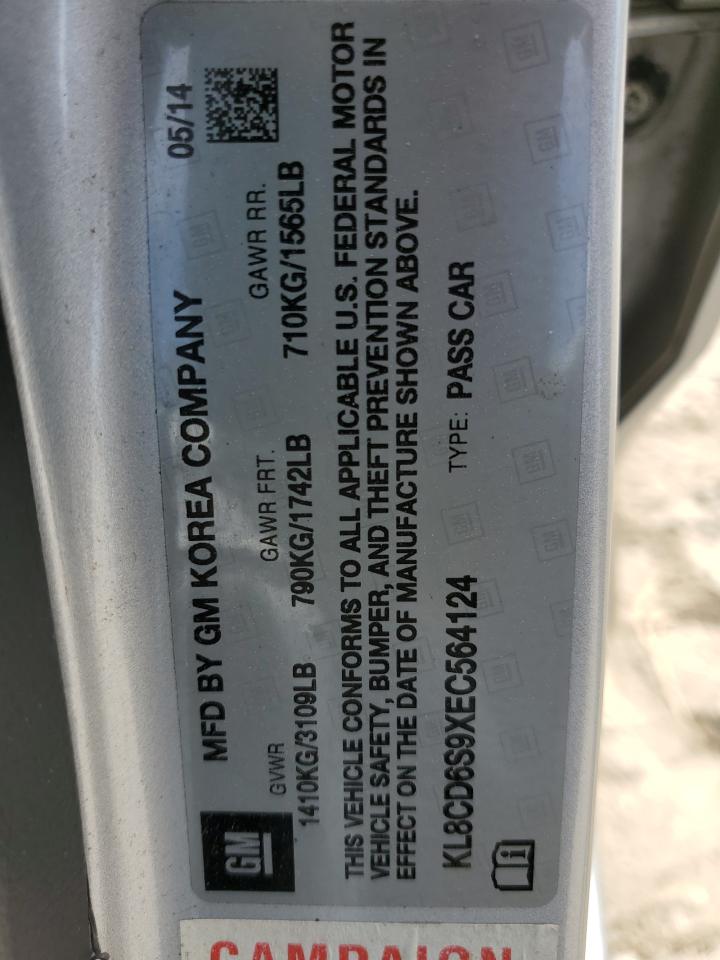 GM
MFD BY GM KOREA COMPANY 05/14
GVWR GAWR FRT. GAWR RR.
1410KG/3109LB 790KG/1742LB 710KG/1565LB
THIS VEHICLE CONFORMS TO ALL APPLICABLE U.S. FEDERAL MOTOR
VEHICLE SAFETY, BUMPER, AND THEFT PREVENTION STANDARDS IN
EFFECT ON THE DATE OF MANUFACTURE SHOWN ABOVE.
KL8CD6S9XEC564124 TYPE: PASS CAR
CAMPAIGN